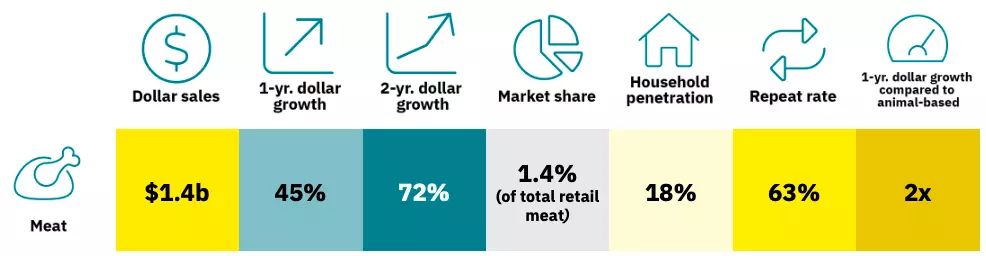 $
Dollar sales
1-yr. dollar
growth
2-yr. dollar
growth
Market share
Household
penetration
Repeat rate
1-yr. dollar growth
compared to
animal-based
Meat
$1.4b
45%
72%
1.4%
(of total retail
meat)
18%
63%
2x